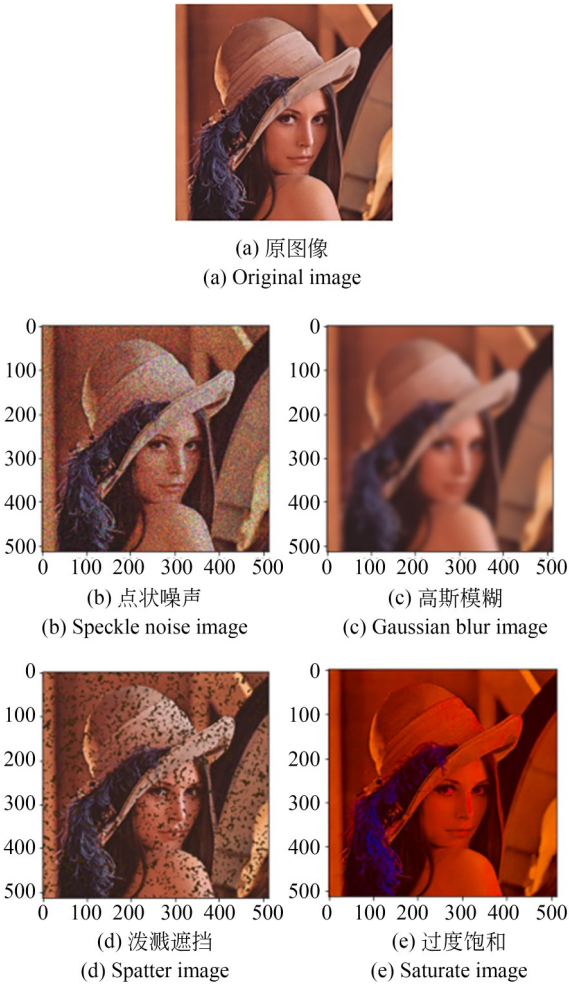 (a) 原图像
(a) Original image
0
100
200
300
400
500
0 100 200 300 400 500
(b) 点状噪声
(b) Speckle noise image
0
100
200
300
400
500
0 100 200 300 400 500
(c) 高斯模糊
(c) Gaussian blur image
0
100
200
300
400
500
0 100 200 300 400 500
(d) 泼溅遮挡
(d) Spatter image
0
100
200
300
400
500
0 100 200 300 400 500
(e) 过度饱和
(e) Saturate image